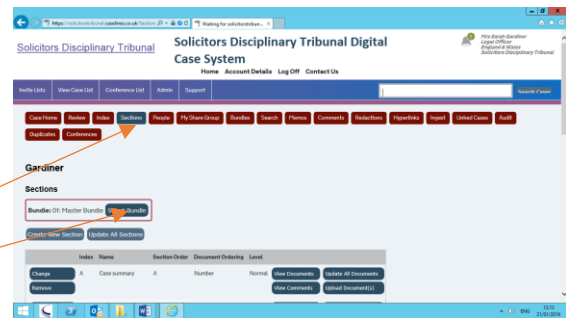 https://solicitorstribunal.caselines.co.uk/Section
Waiting for solicitorstribun...
Solicitors Disciplinary Tribunal
Solicitors Disciplinary Tribunal Digital
Case System
Home Account Details Log Off Contact Us
Mrs Sarah Gardiner
Legal Officer
England & Wales
Solicitors Disciplinary Tribunal
Invite Lists View Case List Conference List Admin Support
Search Cases
Case Home Review Index Sections People My Share Group Bundles Search Memos Comments Redactions Hyperlinks Ingest Linked Cases Audit
Duplicates Conferences
Gardiner
Sections
Bundle: 01: Master Bundle Select Bundle
Create New Section Update All Sections
Index Name Section Order Document Ordering Level
Change A Case summary A Number Normal View Documents Update All Documents
Remove View Comments Upload Document(s)
ENG 12:13
21/01/2018